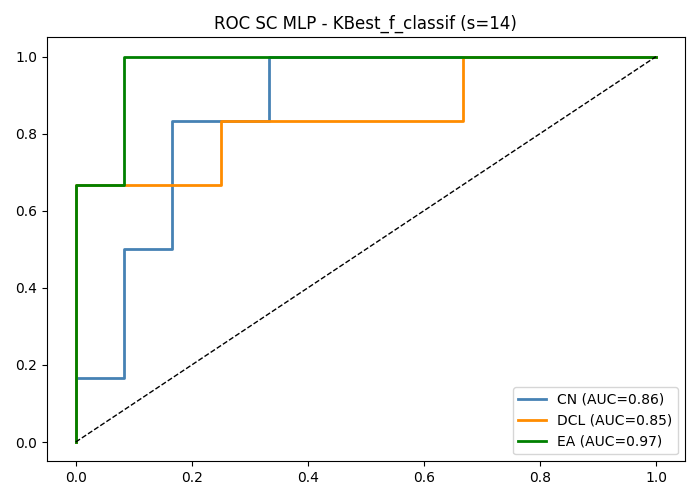 ROC SC MLP - KBest_f_classif (s=14)
1.0
0.8
0.6
0.4
0.2
0.0
0.0 0.2 0.4 0.6 0.8 1.0
CN (AUC=0.86)
DCL (AUC=0.85)
EA (AUC=0.97)